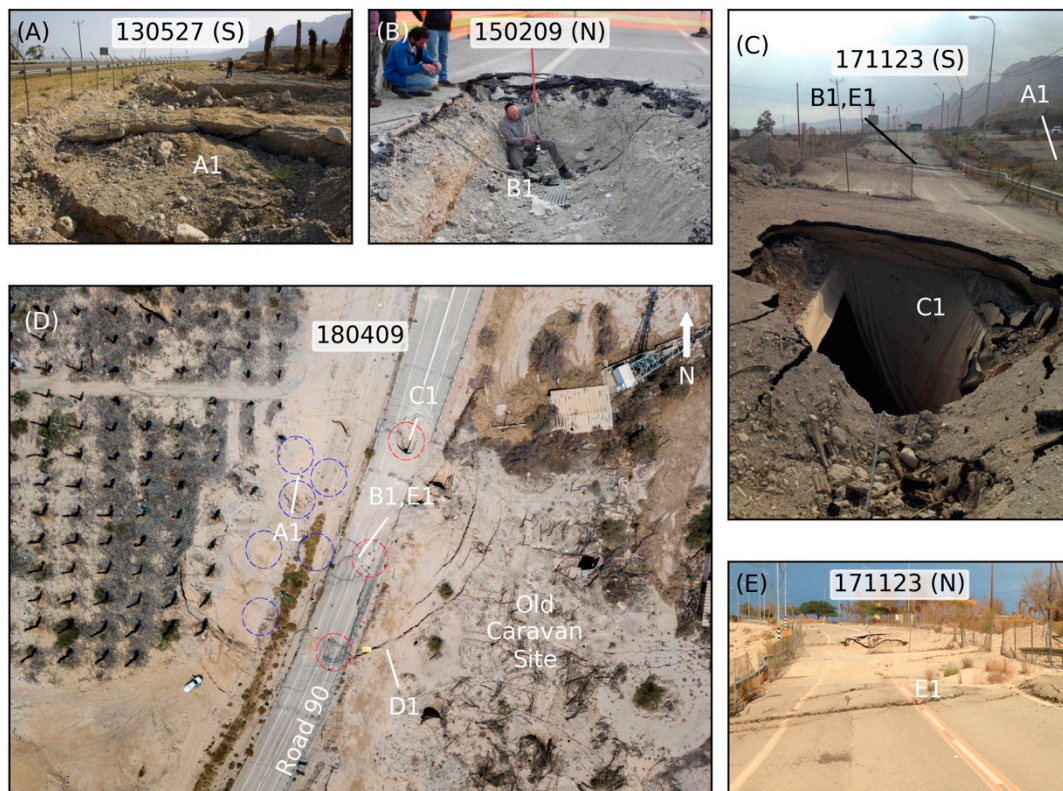 (A)
130527 (S)
A1
(B)
150209 (N)
B1
(C)
171123 (S)
B1,E1
A1
C1
(D)
180409
N
C1
B1,E1
A1
Old
Caravan
Site
D1
Road 90
(E)
171123 (N)
E1